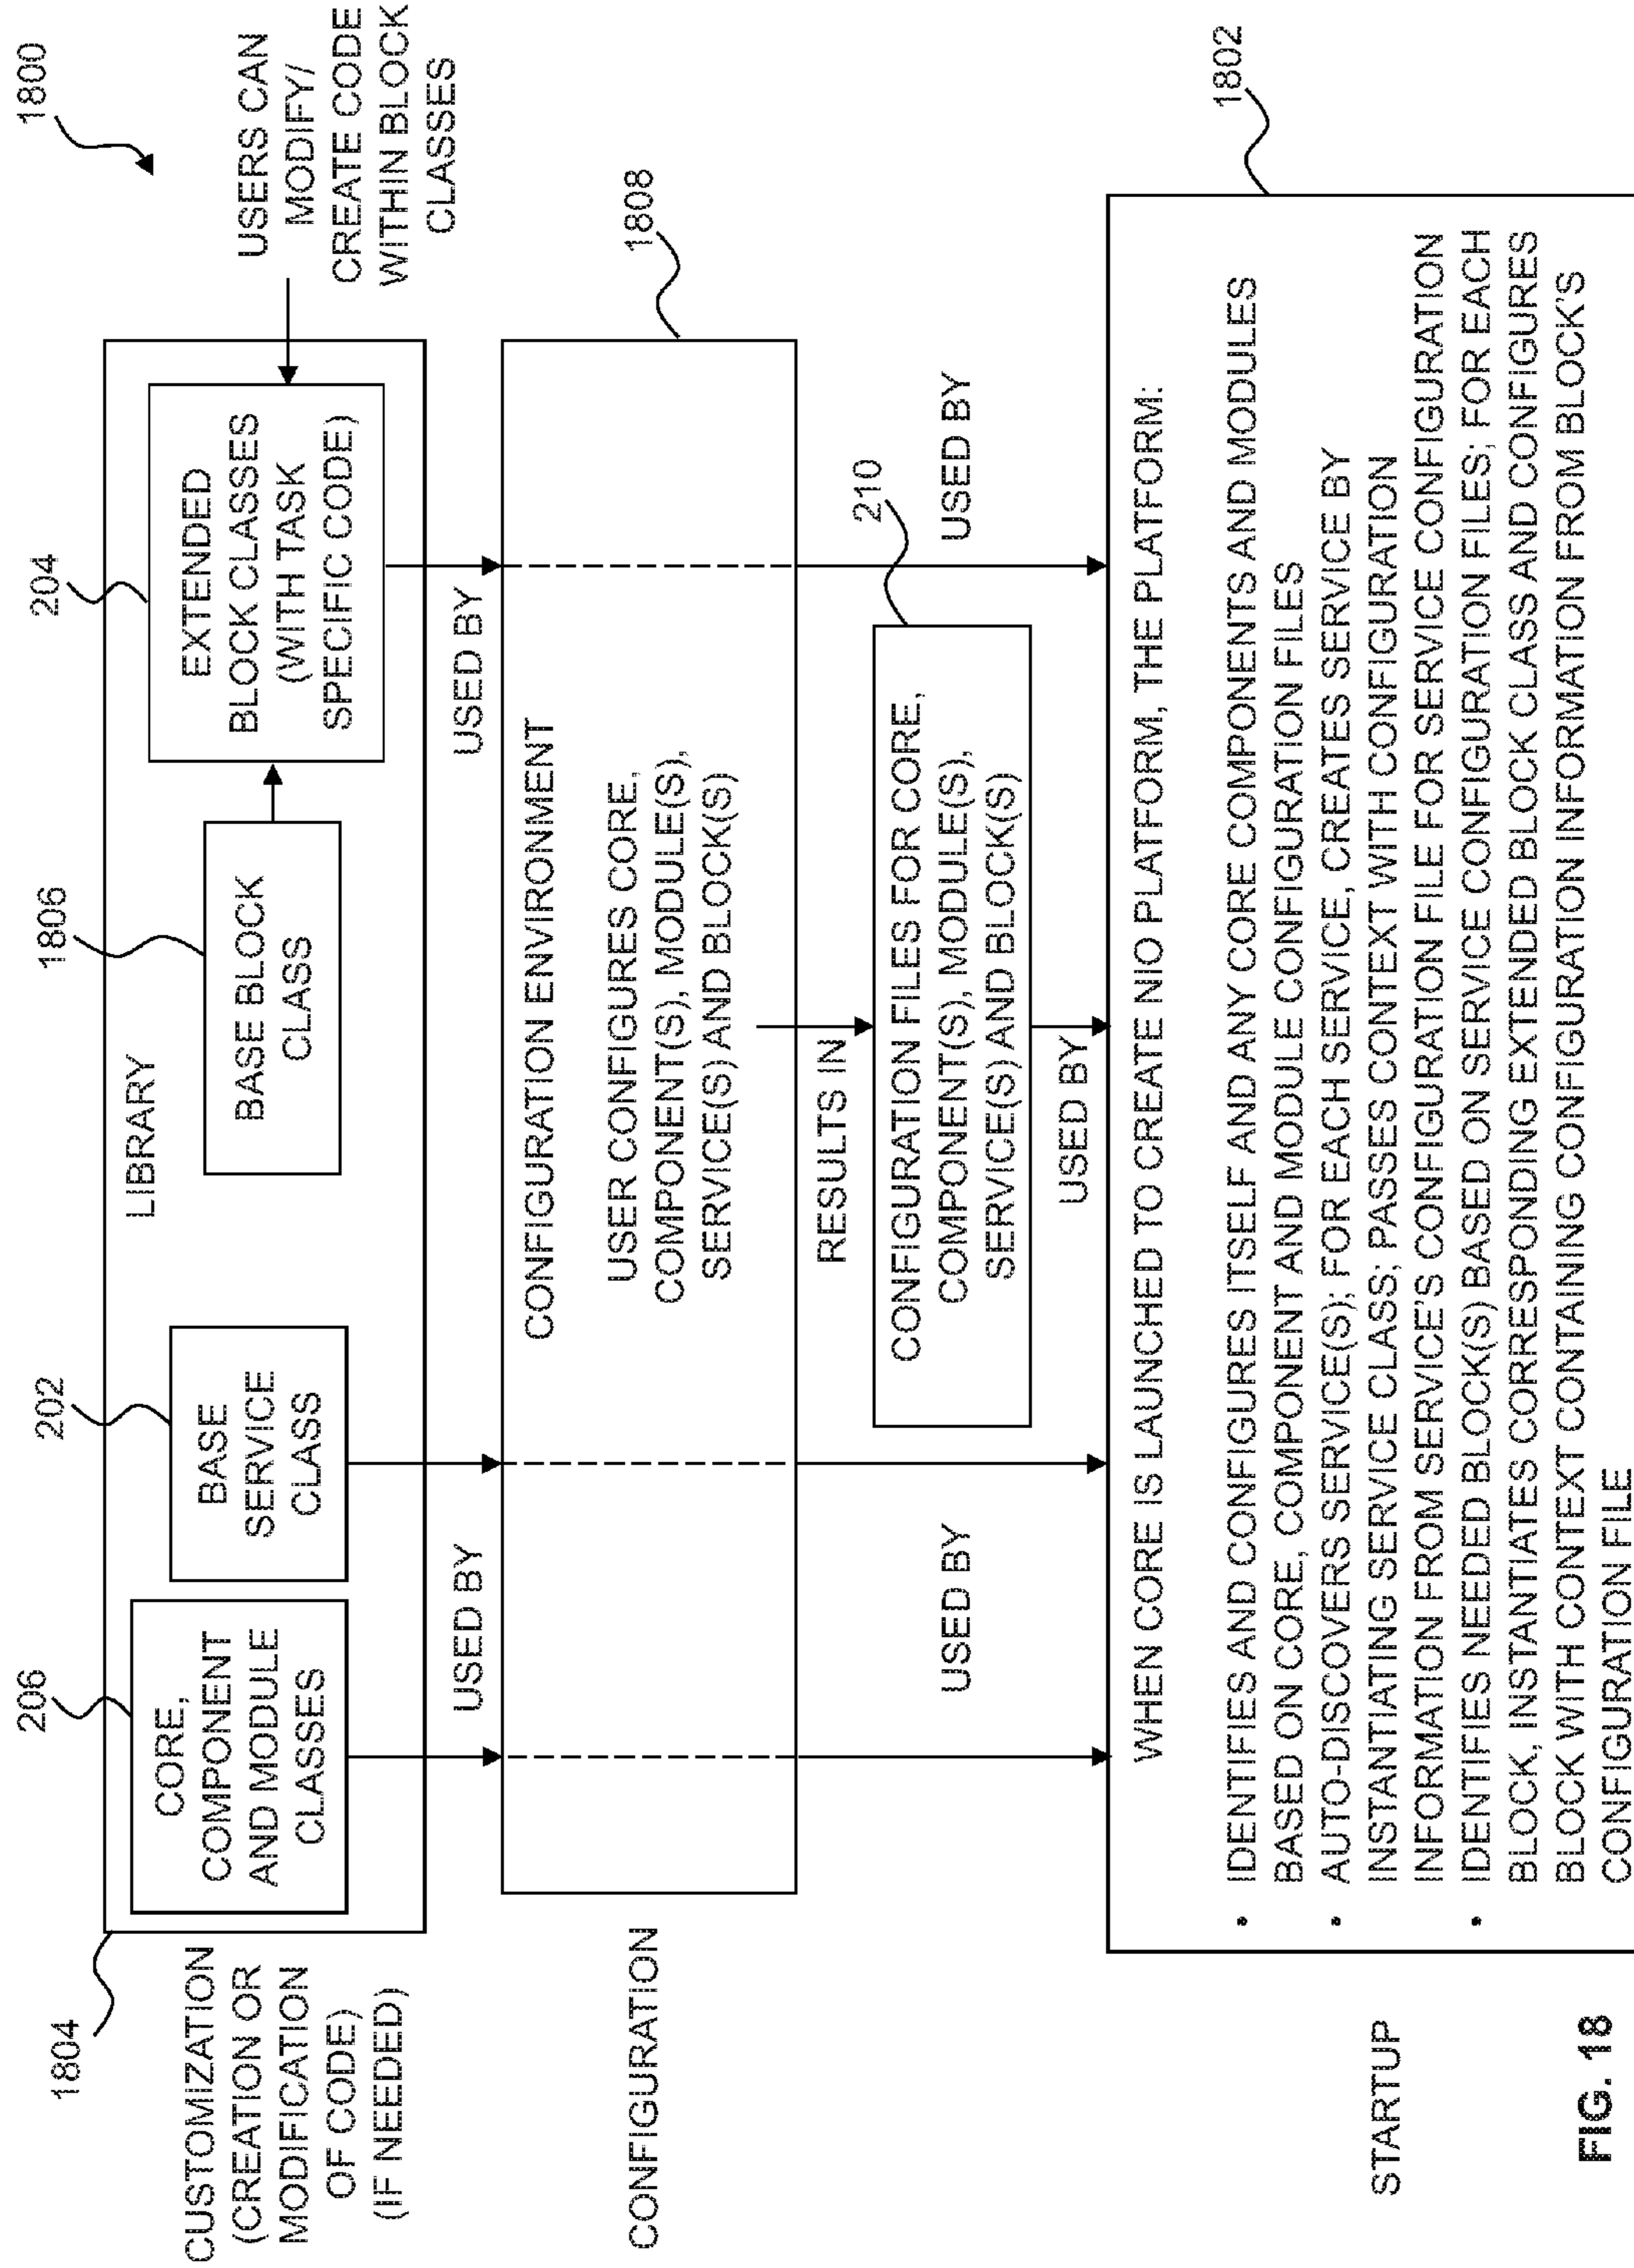 1800
1804
206
202
1806
204
LIBRARY
CORE,
COMPONENT
AND MODULE
CLASSES
BASE
SERVICE
CLASS
BASE BLOCK
CLASS
EXTENDED
BLOCK CLASSES
(WITH TASK
SPECIFIC CODE)
USERS CAN
MODIFY/
CREATE CODE
WITHIN BLOCK
CLASSES
CUSTOMIZATION
(CREATION OR
MODIFICATION
OF CODE)
(IF NEEDED)
USED BY
USED BY
1808
CONFIGURATION
CONFIGURATION ENVIRONMENT
USER CONFIGURES CORE,
COMPONENT(S), MODULE(S),
SERVICE(S) AND BLOCK(S)
RESULTS IN
210
CONFIGURATION FILES FOR CORE,
COMPONENT(S), MODULE(S),
SERVICE(S) AND BLOCK(S)
USED BY
USED BY
USED BY
1802
STARTUP
WHEN CORE IS LAUNCHED TO CREATE NIO PLATFORM, THE PLATFORM:
• IDENTIFIES AND CONFIGURES ITSELF AND ANY CORE COMPONENTS AND MODULES
BASED ON CORE, COMPONENT AND MODULE CONFIGURATION FILES
• AUTO-DISCOVERS SERVICE(S); FOR EACH SERVICE, CREATES SERVICE BY
INSTANTIATING SERVICE CLASS; PASSES CONTEXT WITH CONFIGURATION
INFORMATION FROM SERVICE'S CONFIGURATION FILE FOR SERVICE CONFIGURATION
• IDENTIFIES NEEDED BLOCK(S) BASED ON SERVICE CONFIGURATION FILES; FOR EACH
BLOCK, INSTANTIATES CORRESPONDING EXTENDED BLOCK CLASS AND CONFIGURES
BLOCK WITH CONTEXT CONTAINING CONFIGURATION INFORMATION FROM BLOCK'S
CONFIGURATION FILE
FIG. 18